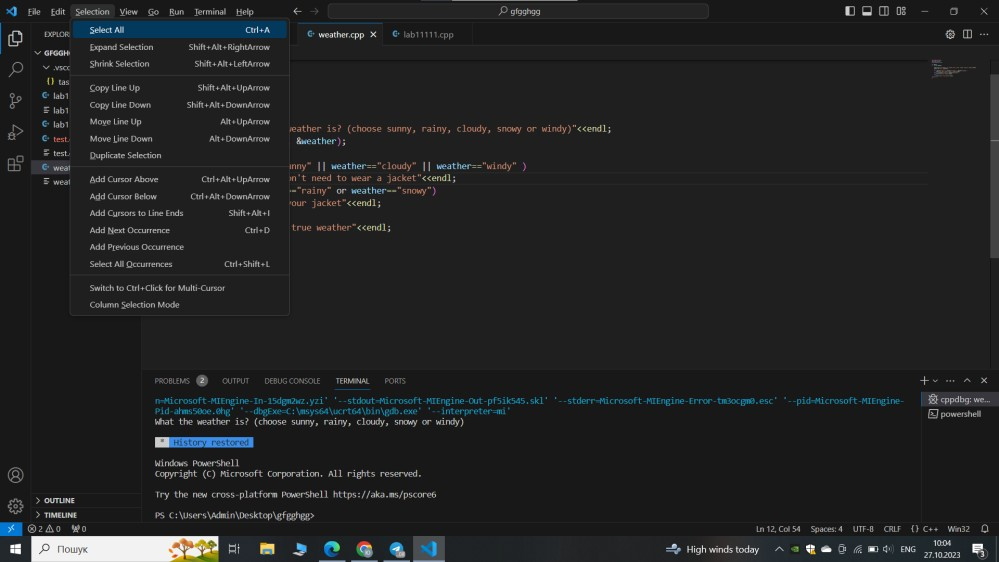 File Edit Selection View Go Run Terminal Help
gfgghgg
EXPLOR
weather.cpp
lab11111.cpp
GFGGH
.vsco
tas
lab1
lab1
lab1
test.
test.
weat
weat
Select All Ctrl+A
Expand Selection Shift+Alt+RightArrow
Shrink Selection Shift+Alt+LeftArrow
Copy Line Up Shift+Alt+UpArrow
Copy Line Down Shift+Alt+DownArrow
Move Line Up Alt+UpArrow
Move Line Down Alt+DownArrow
Duplicate Selection
Add Cursor Above Ctrl+Alt+UpArrow
Add Cursor Below Ctrl+Alt+DownArrow
Add Cursors to Line Ends Shift+Alt+I
Add Next Occurrence Ctrl+D
Add Previous Occurrence
Select All Occurrences Ctrl+Shift+L
Switch to Ctrl+Click for Multi-Cursor
Column Selection Mode
weather is? (choose sunny, rainy, cloudy, snowy or windy)"<<endl;
&weather);
nny" || weather=="cloudy" || weather=="windy" )
n't need to wear a jacket"<<endl;
="rainy" or weather=="snowy")
your jacket"<<endl;
true weather"<<endl;
PROBLEMS 2 OUTPUT DEBUG CONSOLE TERMINAL PORTS
n=Microsoft-MIEngine-In-15dgm2wz.yzi' '--stdout=Microsoft-MIEngine-Out-pf5ik545.skl' '--stderr=Microsoft-MIEngine-Error-tm3ocgm0.esc' '--pid=Microsoft-MIEngine-
Pid-ahms50oe.0hg' '--dbgExe=C:\msys64\ucrt64\bin\gdb.exe' '--interpreter=mi'
What the weather is? (choose sunny, rainy, cloudy, snowy or windy)
* History restored
Windows PowerShell
Copyright (C) Microsoft Corporation. All rights reserved.
Try the new cross-platform PowerShell https://aka.ms/pscore6
PS C:\Users\Admin\Desktop\gfgghgg>
cppdbg: we...
powershell
OUTLINE
TIMELINE
2 0 0
Ln 12, Col 54 Spaces: 4 UTF-8 CRLF {} C++ Win32
Пошук
High winds today
ENG
10:04
27.10.2023
3